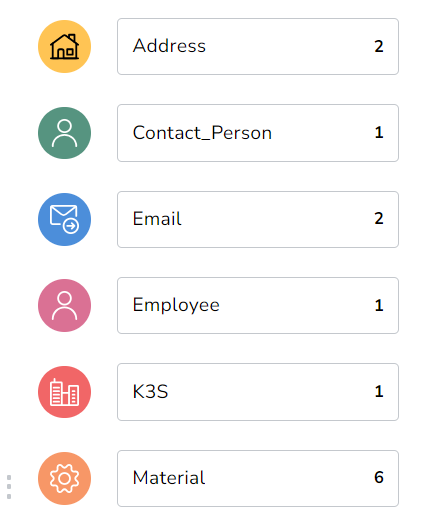 Address 2
Contact_Person 1
Email 2
Employee 1
K3S 1
Material 6